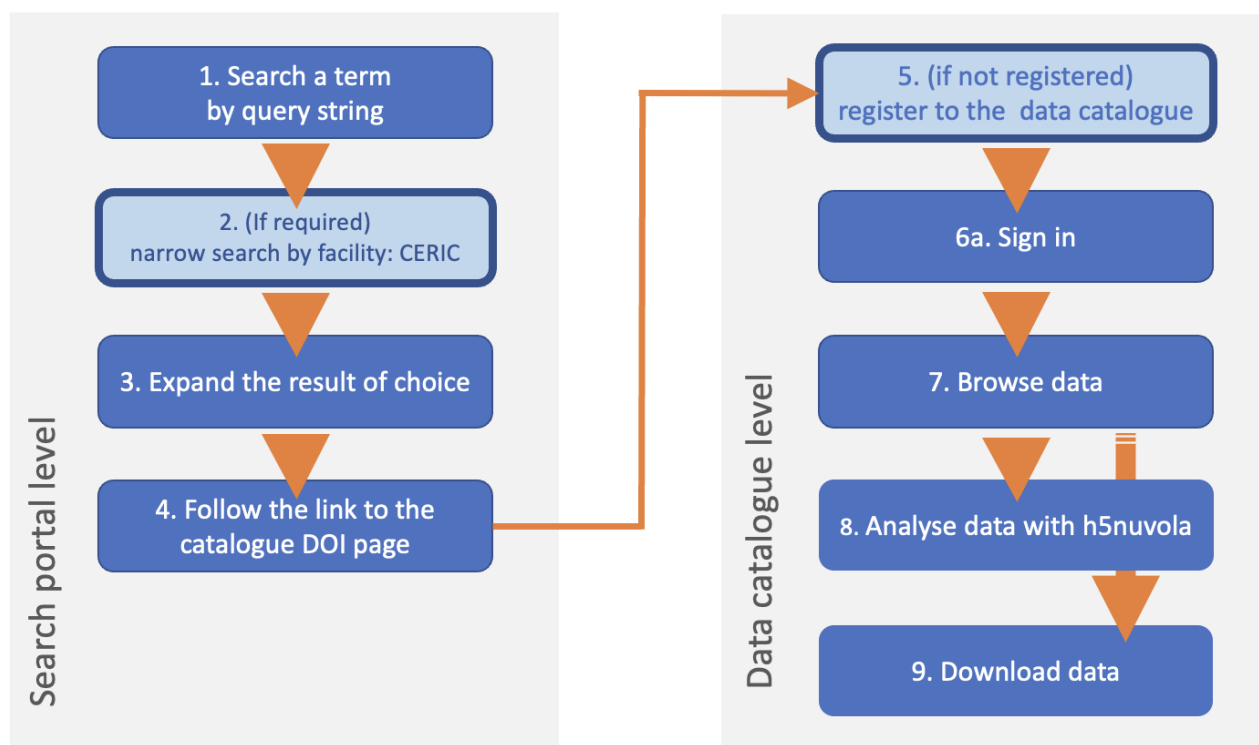 Search portal level
1. Search a term
by query string
2. (If required)
narrow search by facility: CERIC
3. Expand the result of choice
4. Follow the link to the
catalogue DOI page
Data catalogue level
5. (if not registered)
register to the data catalogue
6a. Sign in
7. Browse data
8. Analyse data with h5nuvola
9. Download data